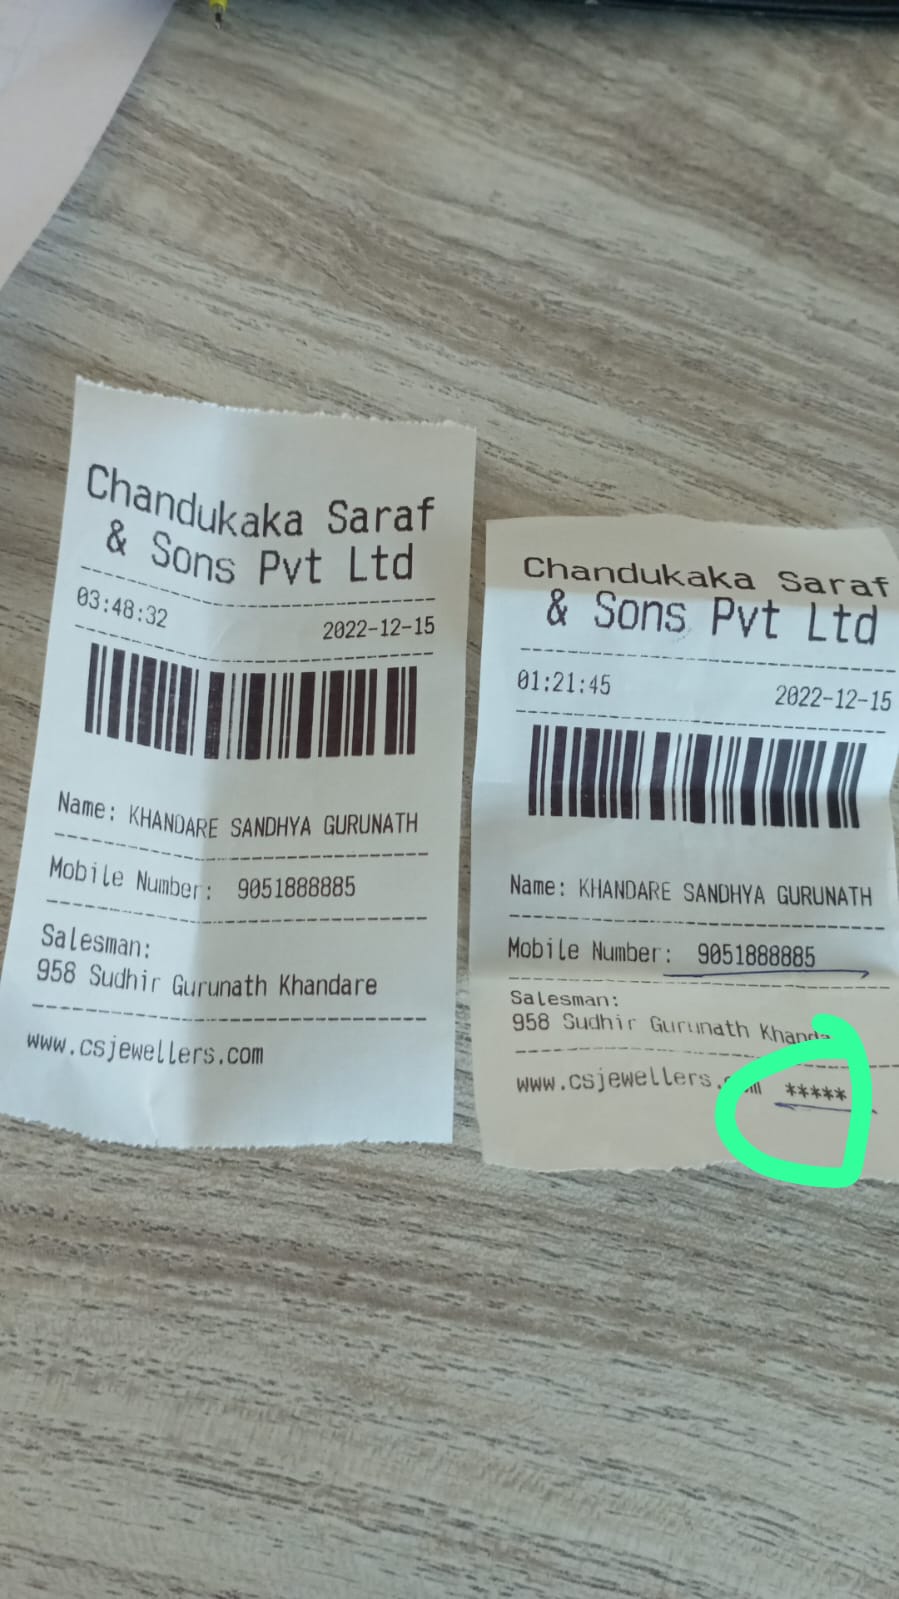 Chandukaka Saraf
& Sons Pvt Ltd
03:48:32 2022-12-15
Name: KHANDARE SANDHYA GURUNATH
Mobile Number: 9051888885
Salesman:
958 Sudhir Gurunath Khandare
www.csjewellers.com
Chandukaka Saraf
& Sons Pvt Ltd
01:21:45 2022-12-15
Name: KHANDARE SANDHYA GURUNATH
Mobile Number: 9051888885
Salesman:
958 Sudhir Gurunath
www.csjewellers. *****